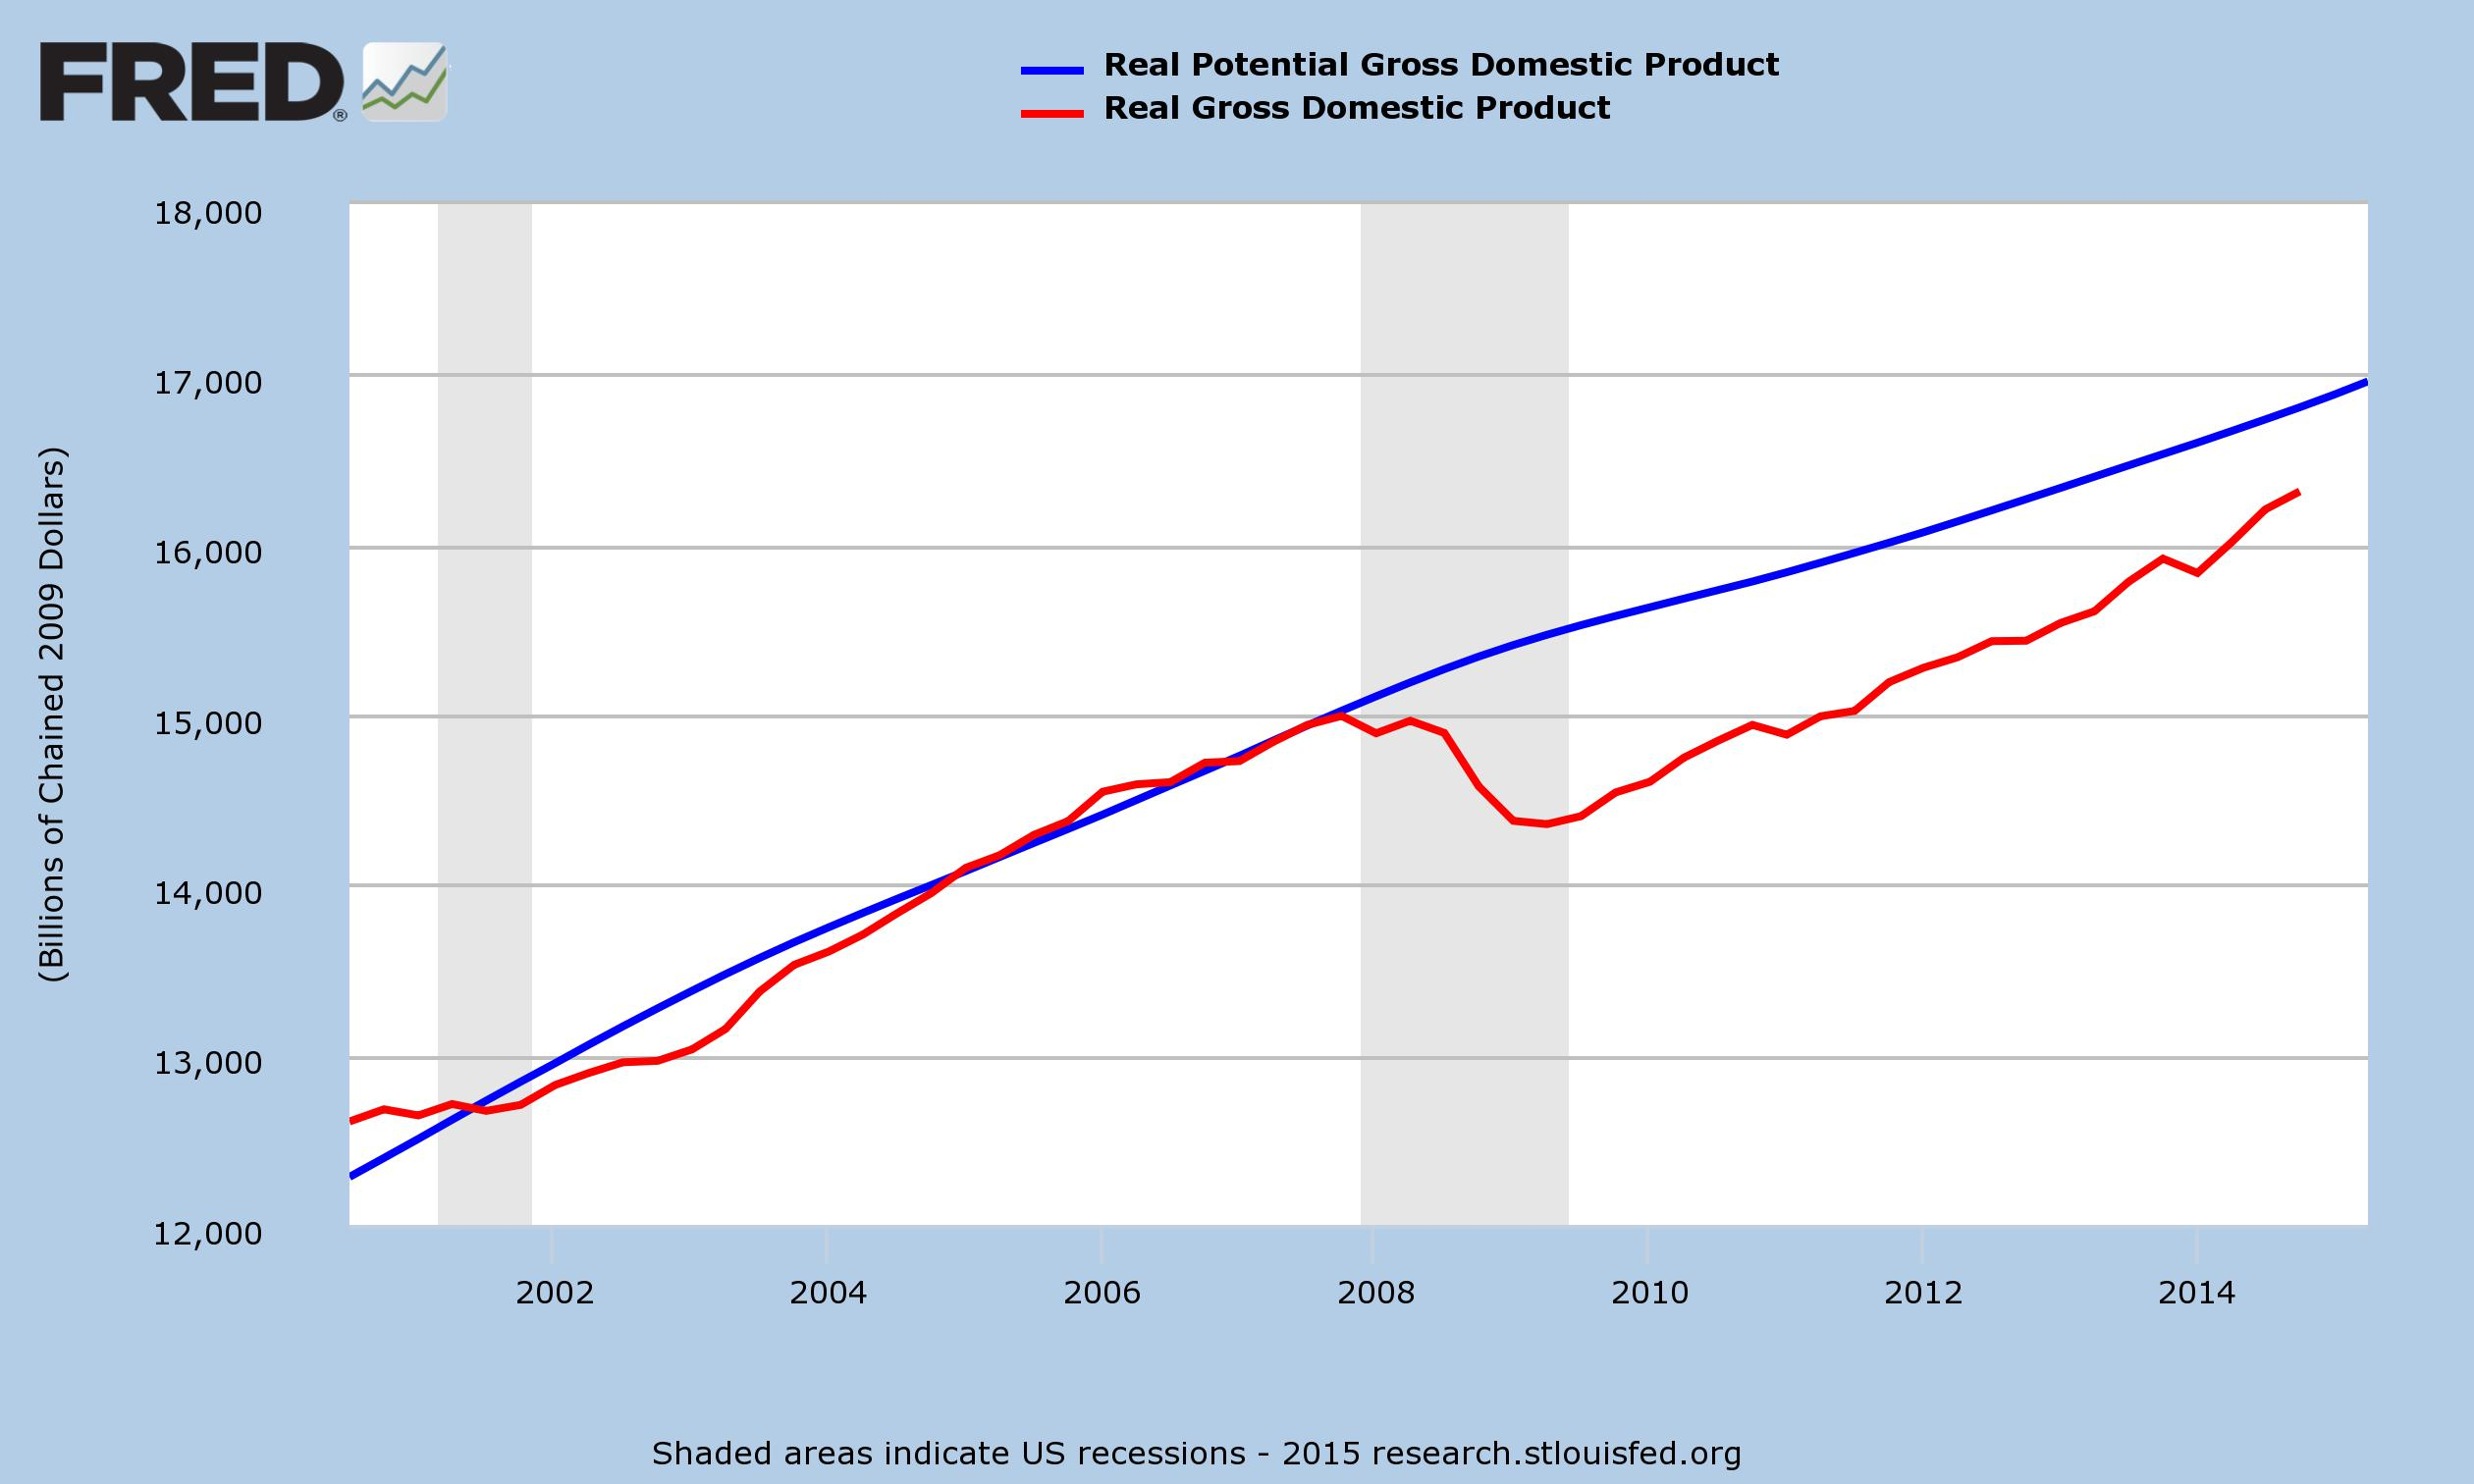 FRED®
Real Potential Gross Domestic Product
Real Gross Domestic Product
(Billions of Chained 2009 Dollars)
18,000
17,000
16,000
15,000
14,000
13,000
12,000
2002 2004 2006 2008 2010 2012 2014
Shaded areas indicate US recessions - 2015 research.stlouisfed.org